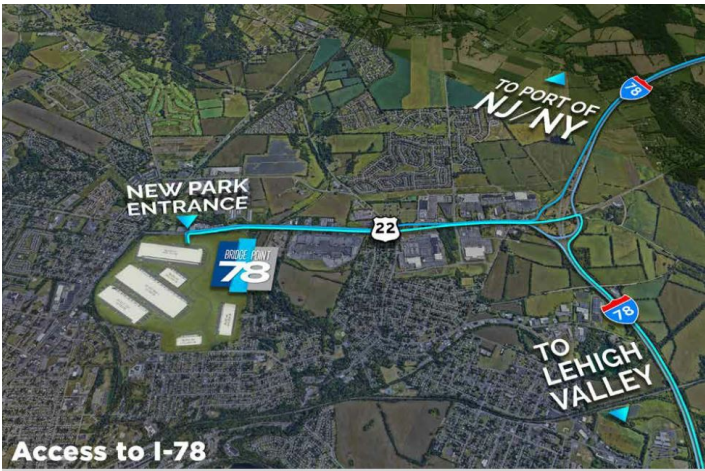 78
TO PORT OF
NJ/NY
NEW PARK
ENTRANCE
22
BRIDGE POINT
78
78
TO
LEHIGH
VALLEY
Access to I-78